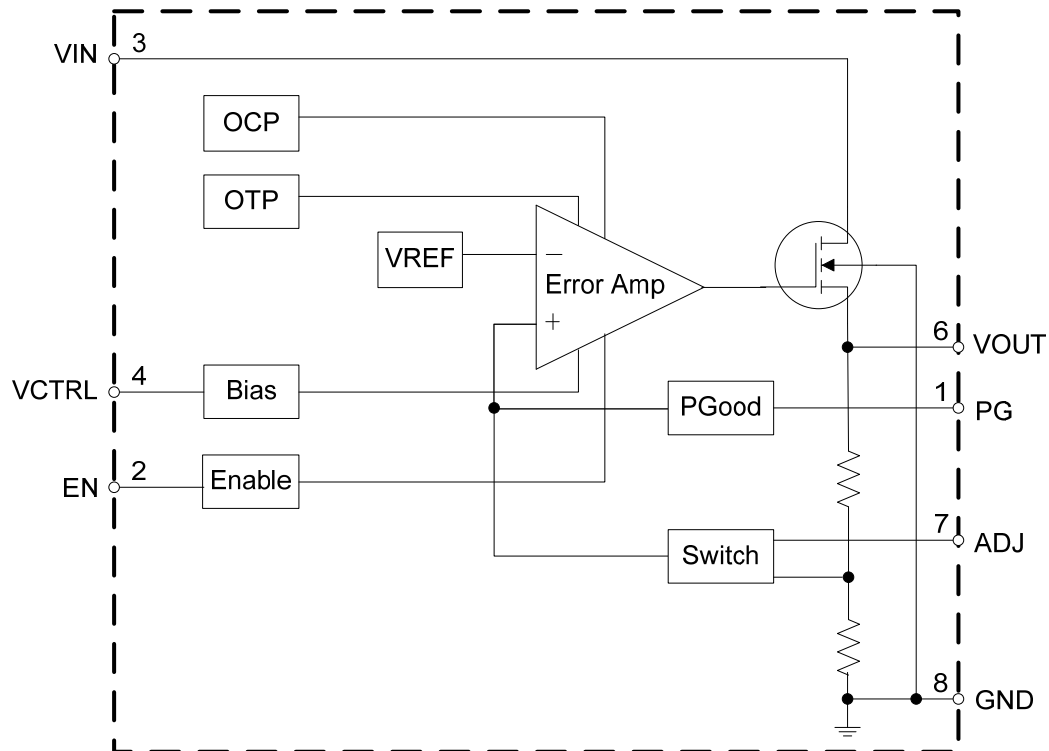 VIN
3
OCP
OTP
VREF
−
Error Amp
+
6
VOUT
VCTRL
4
Bias
PGood
1
PG
EN
2
Enable
7
ADJ
Switch
8
GND